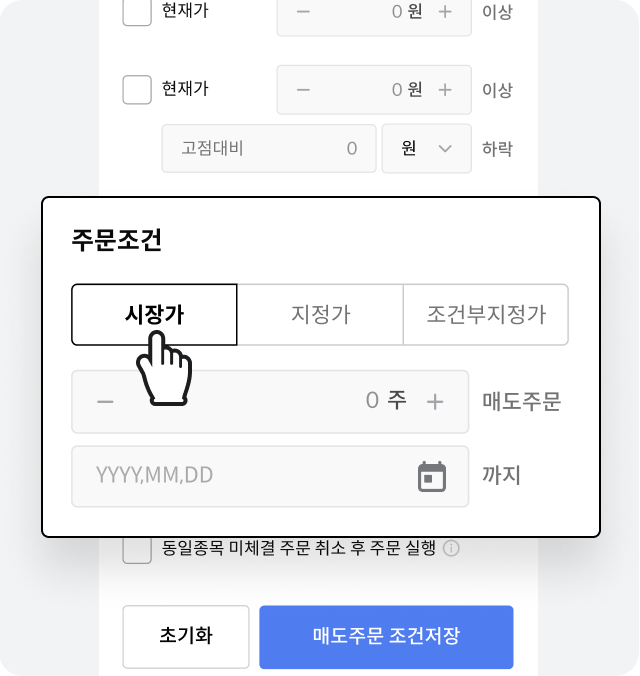 현재가 0 원 이상
현재가 0 원 이상
고점대비 0 원 하락
주문조건
시장가 지정가 조건부지정가
0 주 매도주문
YYYY,MM,DD 까지
동일종목 미체결 주문 취소 후 주문 실행
초기화 매도주문 조건저장